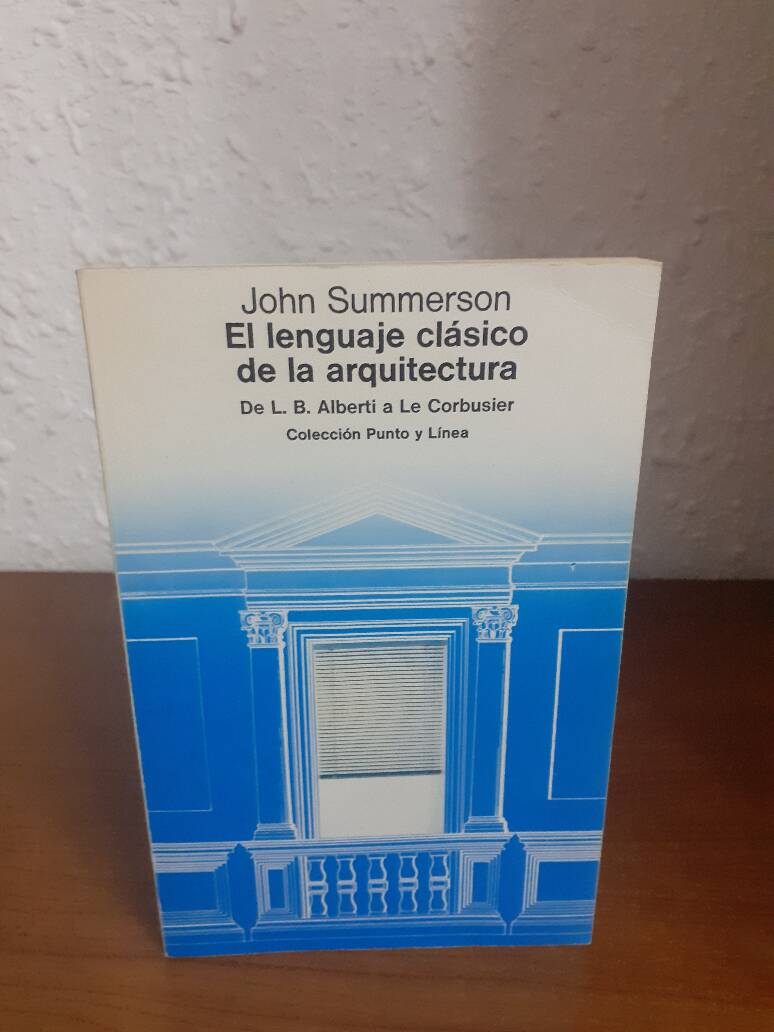 John Summerson
El lenguaje clásico
de la arquitectura
De L. B. Alberti a Le Corbusier
Colección Punto y Línea